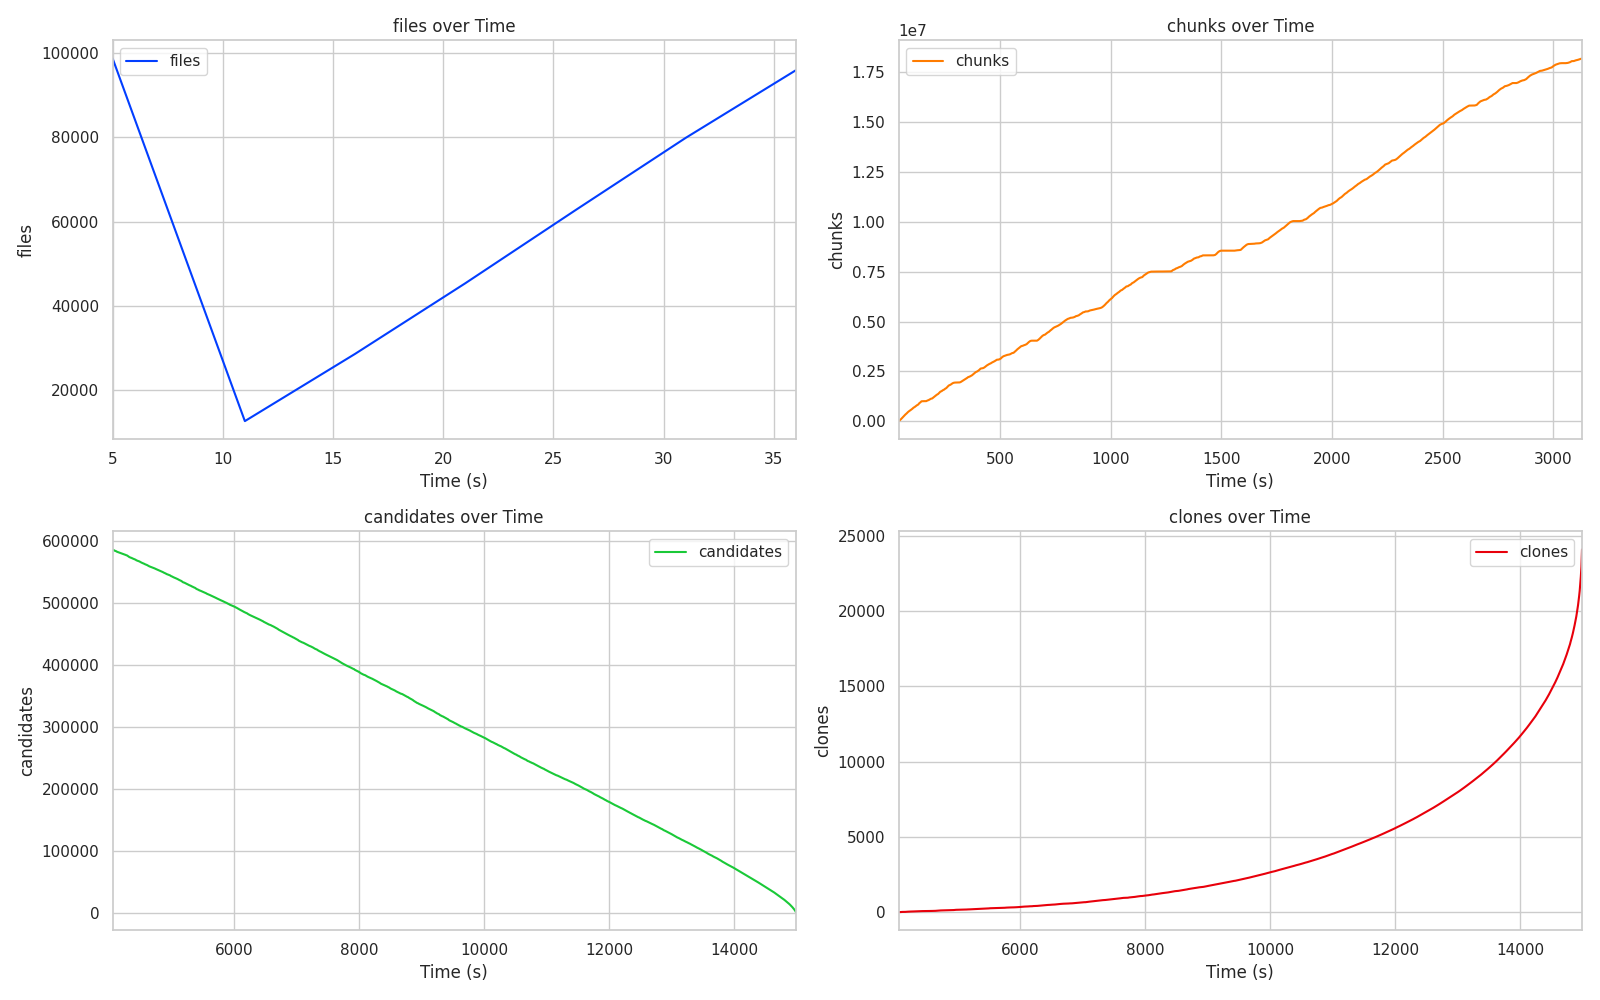 files over Time
files
100000
80000
60000
40000
20000
files
5
10
15
20
25
30
35
Time (s)
chunks over Time
1e7
chunks
1.75
1.50
1.25
1.00
0.75
0.50
0.25
0.00
chunks
500
1000
1500
2000
2500
3000
Time (s)
candidates over Time
candidates
600000
500000
400000
300000
200000
100000
0
candidates
6000
8000
10000
12000
14000
Time (s)
clones over Time
clones
25000
20000
15000
10000
5000
0
clones
6000
8000
10000
12000
14000
Time (s)